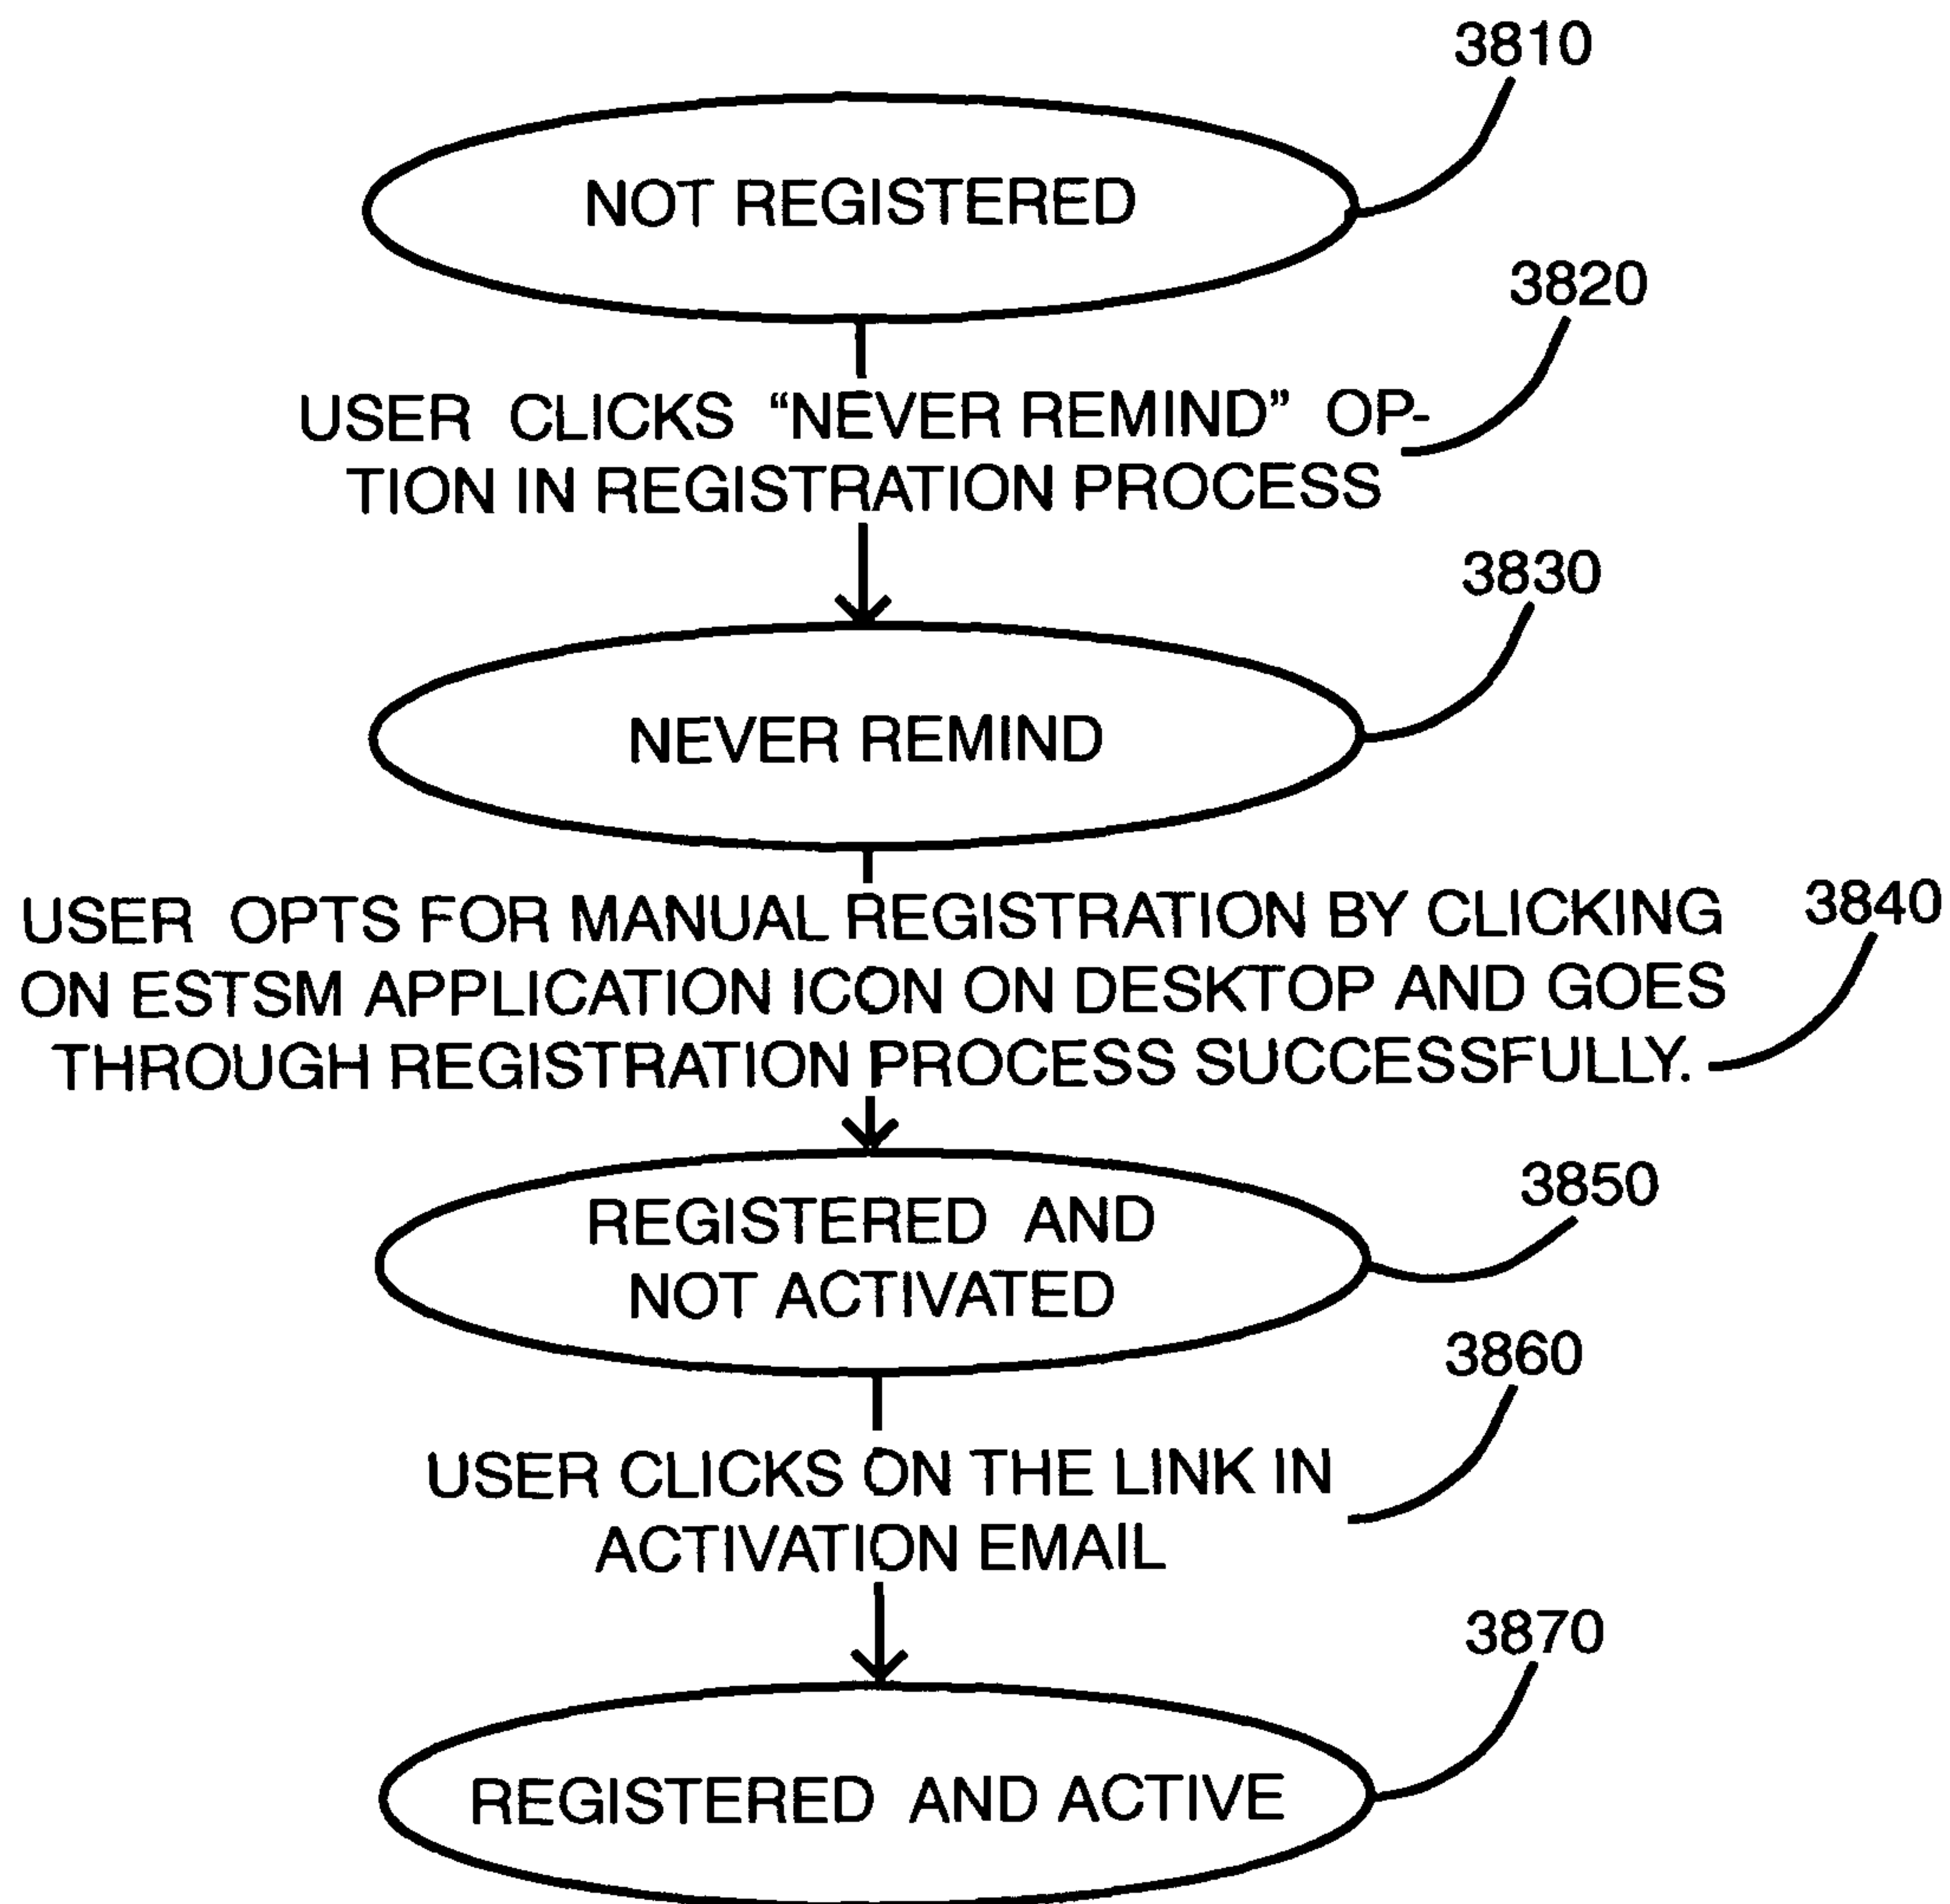 3810
NOT REGISTERED
3820
USER CLICKS “NEVER REMIND” OP-
TION IN REGISTRATION PROCESS
3830
NEVER REMIND
USER OPTS FOR MANUAL REGISTRATION BY CLICKING
3840
ON ESTSM APPLICATION ICON ON DESKTOP AND GOES
THROUGH REGISTRATION PROCESS SUCCESSFULLY.
3850
REGISTERED AND
NOT ACTIVATED
3860
USER CLICKS ON THE LINK IN
ACTIVATION EMAIL
3870
REGISTERED AND ACTIVE